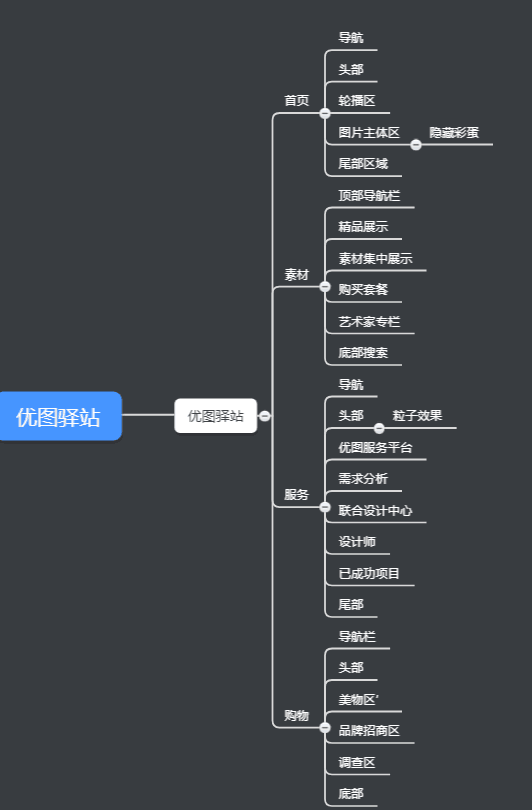 优图驿站
优图驿站
首页
导航
头部
轮播区
图片主体区
隐藏彩蛋
尾部区域
素材
顶部导航栏
精品展示
素材集中展示
购买套餐
艺术家专栏
底部搜索
服务
导航
头部
粒子效果
优图服务平台
需求分析
联合设计中心
设计师
已成功项目
尾部
购物
导航栏
头部
美物区'
品牌招商区
调查区
底部